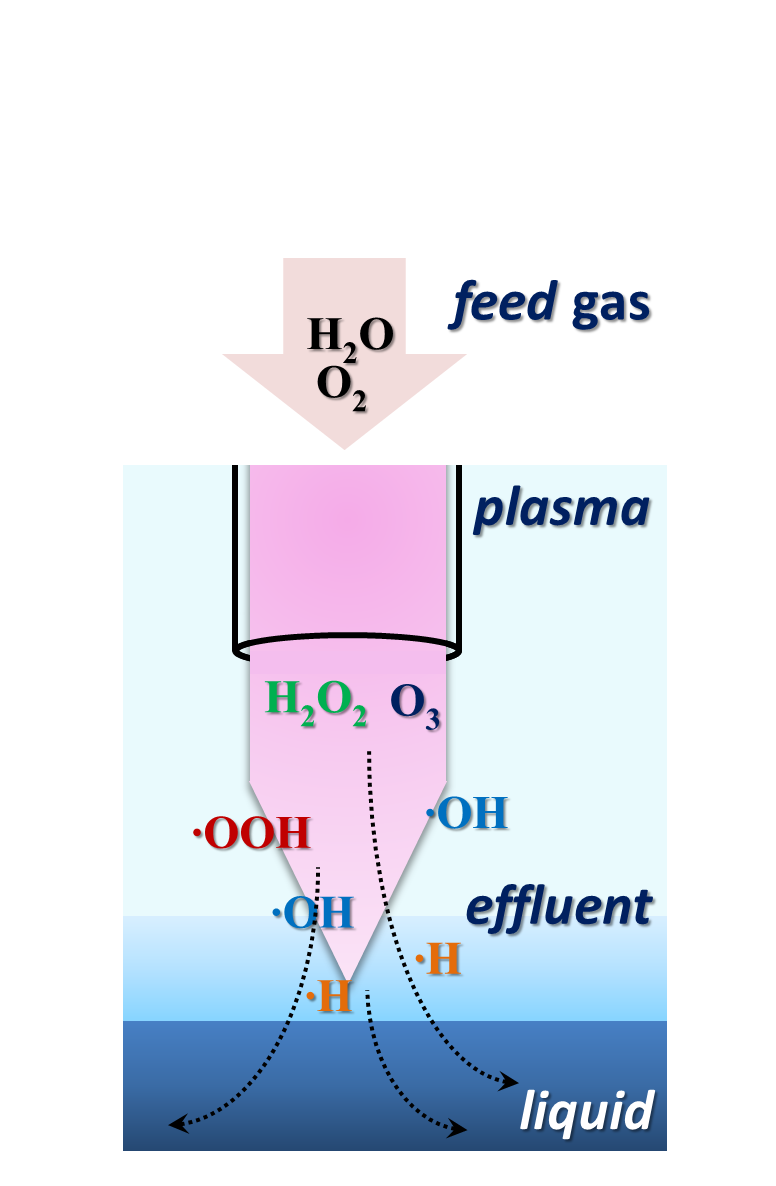 feed gas
H₂O
O₂
plasma
H₂O₂ O₃
·OH
·OOH
effluent
·OH
·H
·H
liquid